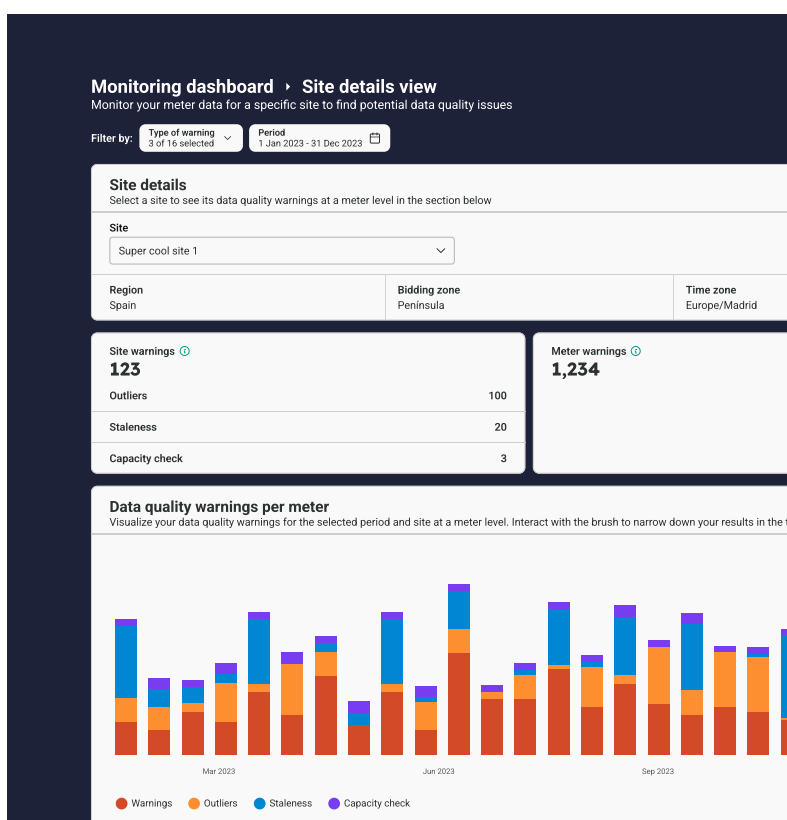 Monitoring dashboard ‣ Site details view
Monitor your meter data for a specific site to find potential data quality issues
Filter by:
Type of warning
3 of 16 selected
Period
1 Jan 2023 - 31 Dec 2023
Site details
Select a site to see its data quality warnings at a meter level in the section below
Site
Super cool site 1
Region
Spain
Bidding zone
Península
Time zone
Europe/Madrid
Site warnings
123
Outliers 100
Staleness 20
Capacity check 3
Meter warnings
1,234
Data quality warnings per meter
Visualize your data quality warnings for the selected period and site at a meter level. Interact with the brush to narrow down your results in the
Mar 2023 Jun 2023 Sep 2023
Warnings Outliers Staleness Capacity check